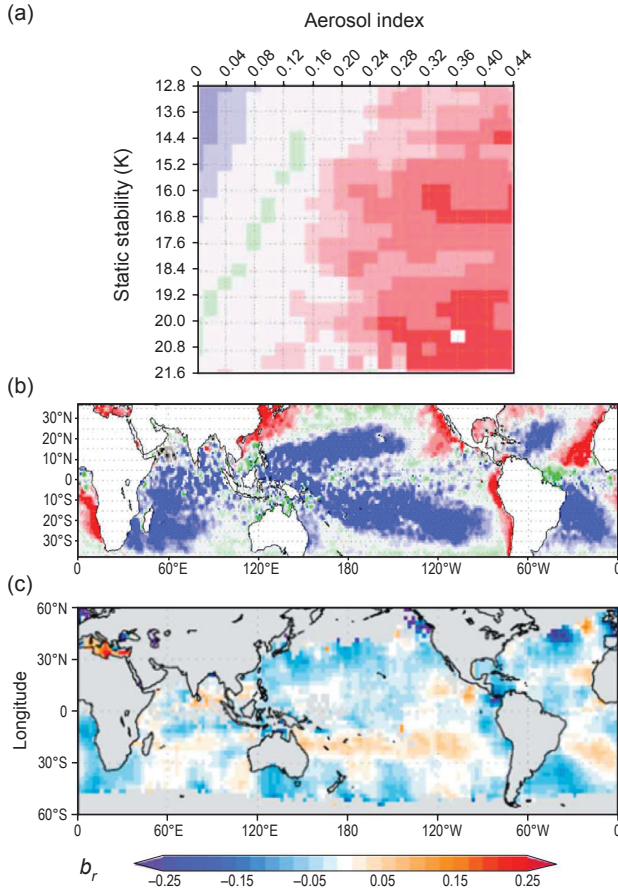 (a)
Aerosol index
0 0.04 0.08 0.12 0.16 0.20 0.24 0.28 0.32 0.36 0.40 0.44
Static stability (K)
12.8
13.6
14.4
15.2
16.0
16.8
17.6
18.4
19.2
20.0
20.8
21.6
(b)
30°N
20°N
10°N
0
10°S
20°S
30°S
0 60°E 120°E 180° 120°W 60°W 0
(c)
Longitude
60°N
30°N
0
30°S
60°S
0 60°E 120°E 180 120°W 60°W 0
br
−0.25 −0.15 −0.05 0.05 0.15 0.25